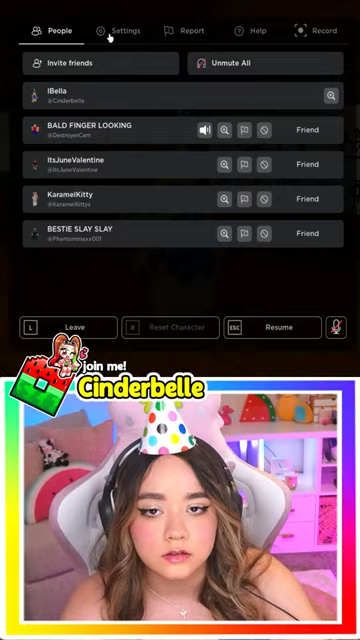 People
Settings
Report
Help
Record
Invite friends
Unmute All
IBella
@Cinderbelle
BALD FINGER LOOKING
@DestroyerCam
Friend
ItsJuneValentine
@ItsJuneValentine
Friend
KaramelKitty
@KaramelKittys
Friend
BESTIE SLAY SLAY
@Phantommaxx001
Friend
L
Leave
R
Reset Character
ESC
Resume
join me!
Cinderbelle